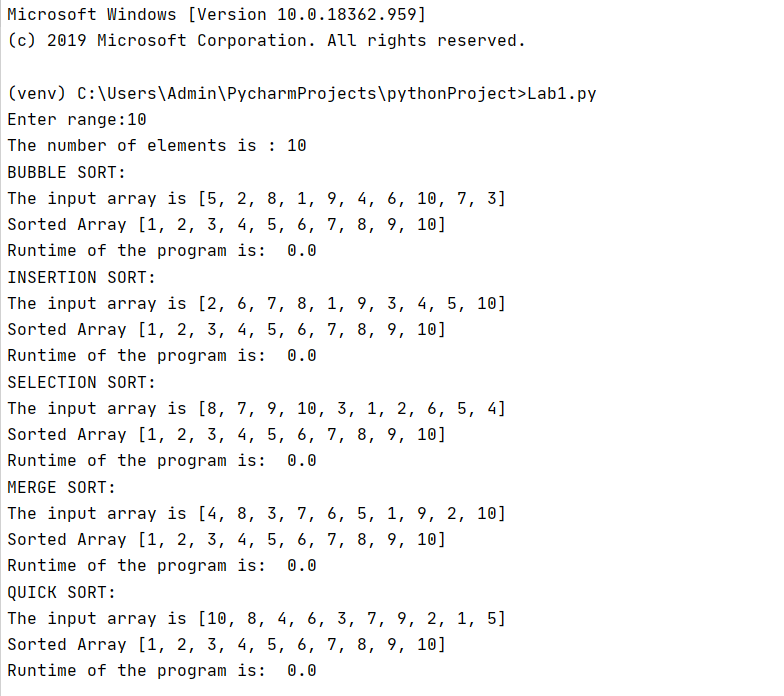 Microsoft Windows [Version 10.0.18362.959]
(c) 2019 Microsoft Corporation. All rights reserved.
(venv) C:\Users\Admin\PycharmProjects\pythonProject>Lab1.py
Enter range:10
The number of elements is : 10
BUBBLE SORT:
The input array is [5, 2, 8, 1, 9, 4, 6, 10, 7, 3]
Sorted Array [1, 2, 3, 4, 5, 6, 7, 8, 9, 10]
Runtime of the program is:  0.0
INSERTION SORT:
The input array is [2, 6, 7, 8, 1, 9, 3, 4, 5, 10]
Sorted Array [1, 2, 3, 4, 5, 6, 7, 8, 9, 10]
Runtime of the program is:  0.0
SELECTION SORT:
The input array is [8, 7, 9, 10, 3, 1, 2, 6, 5, 4]
Sorted Array [1, 2, 3, 4, 5, 6, 7, 8, 9, 10]
Runtime of the program is:  0.0
MERGE SORT:
The input array is [4, 8, 3, 7, 6, 5, 1, 9, 2, 10]
Sorted Array [1, 2, 3, 4, 5, 6, 7, 8, 9, 10]
Runtime of the program is:  0.0
QUICK SORT:
The input array is [10, 8, 4, 6, 3, 7, 9, 2, 1, 5]
Sorted Array [1, 2, 3, 4, 5, 6, 7, 8, 9, 10]
Runtime of the program is:  0.0